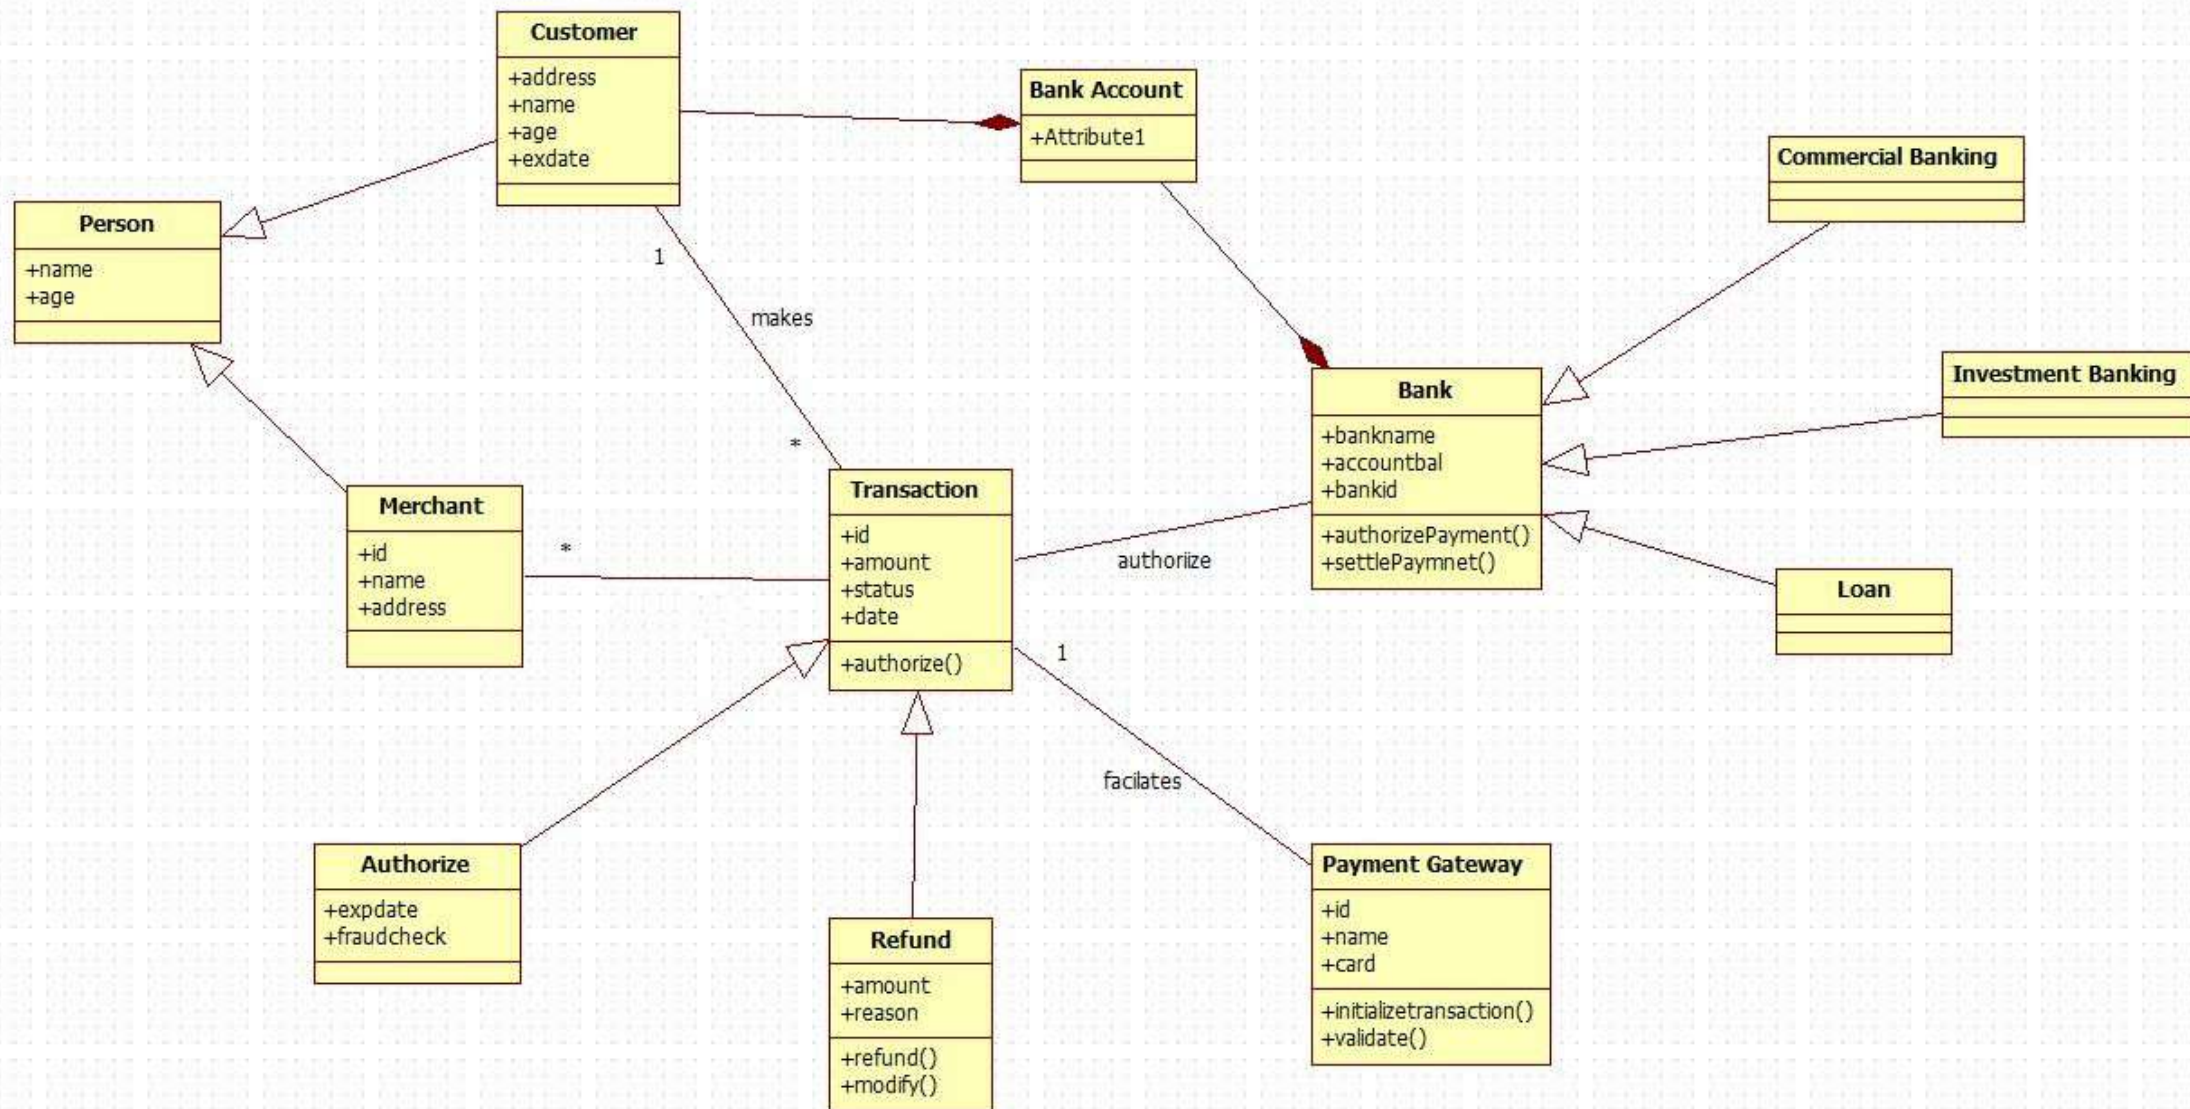 Customer
+address
+name
+age
+exdate
Bank Account
+Attribute1
Commercial Banking
Person
+name
+age
1
makes
*
Bank
+bankname
+accountbal
+bankid
+authorizePayment()
+settlePaymnet()
Investment Banking
Merchant
+id
+name
+address
*
Transaction
+id
+amount
+status
+date
+authorize()
authoriize
Loan
1
facilates
Authorize
+expdate
+fraudcheck
Refund
+amount
+reason
+refund()
+modify()
Payment Gateway
+id
+name
+card
+initializetransaction()
+validate()